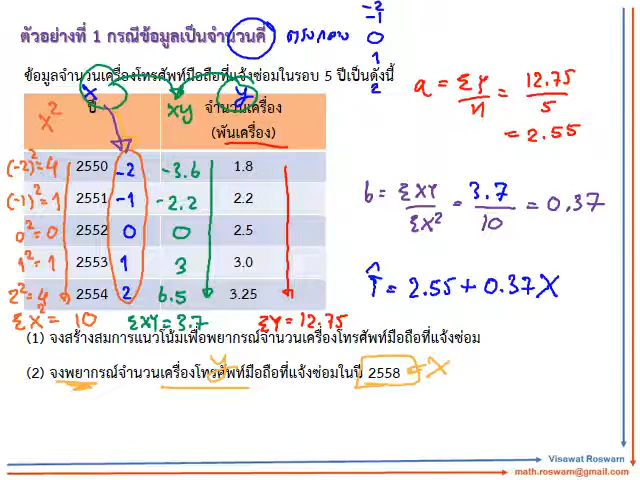 ตัวอย่างที่ 1 กรณีข้อมูลเป็นจำนวนคี่ ตรงกลาง
-2
-1
0
1
2
ข้อมูลจำนวนเครื่องโทรศัพท์มือถือที่แจ้งซ่อมในรอบ 5 ปีเป็นดังนี้
x y
x² ปี xy จำนวนเครื่อง
(พันเครื่อง)
(-2)²=4 2550 -2 -3.6 1.8
(-1)²=1 2551 -1 -2.2 2.2
0²=0 2552 0 0 2.5
1²=1 2553 1 3 3.0
2²=4 2554 2 6.5 3.25
Σx²= 10 Σxy=3.7 Σy=12.75
a = Σy/n = 12.75/5
= 2.55
b = Σxy/Σx² = 3.7/10 = 0.37
Ŷ = 2.55 + 0.37X
(1) จงสร้างสมการแนวโน้มเพื่อพยากรณ์จำนวนเครื่องโทรศัพท์มือถือที่แจ้งซ่อม
y
(2) จงพยากรณ์จำนวนเครื่องโทรศัพท์มือถือที่แจ้งซ่อมในปี 2558 = x
Visawat Roswarn
math.roswarn@gmail.com